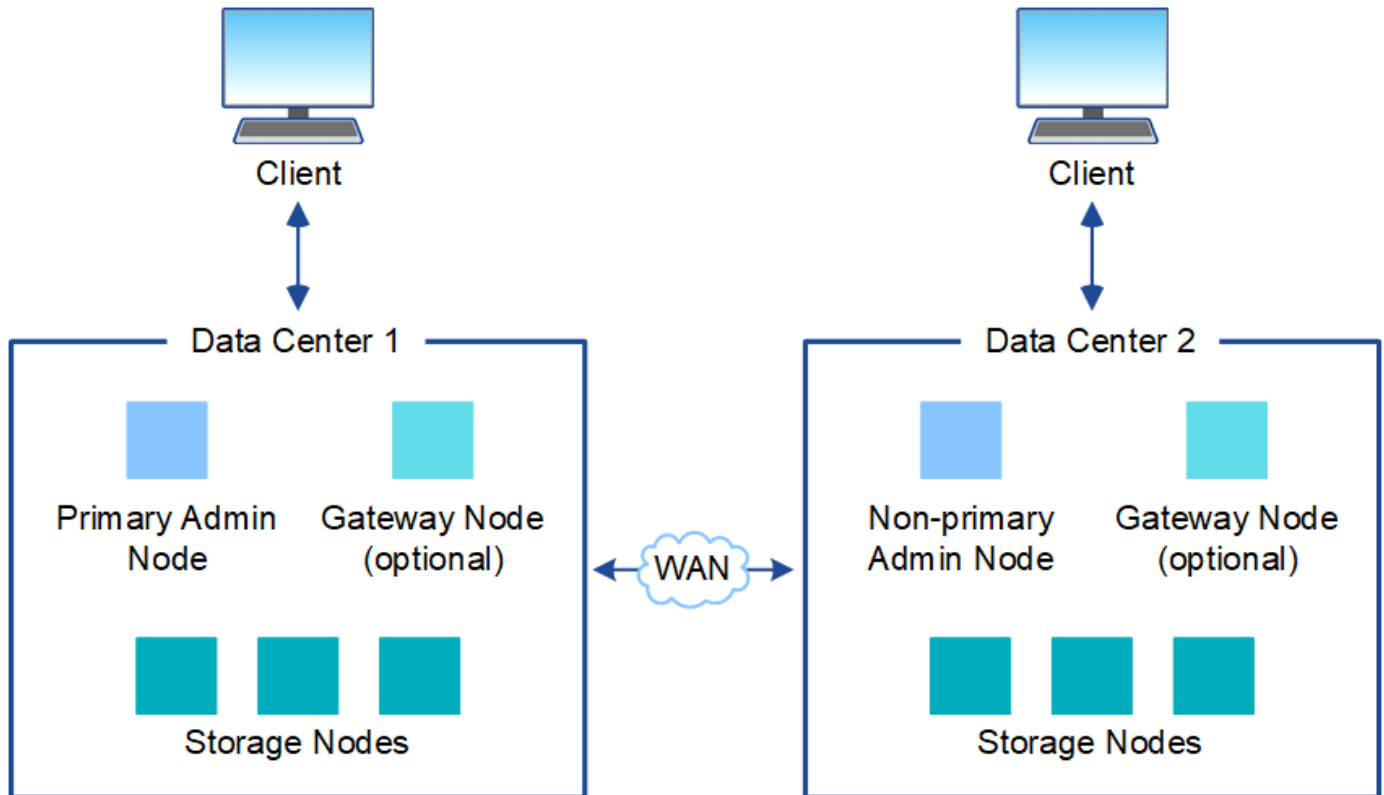 Client
Client
Data Center 1
Data Center 2
Primary Admin
Node
Gateway Node
(optional)
WAN
Non-primary
Admin Node
Gateway Node
(optional)
Storage Nodes
Storage Nodes